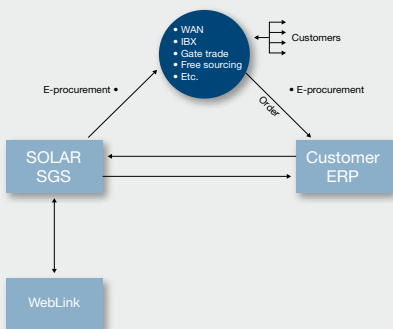 • WAN
• IBX
• Gate trade
• Free sourcing
• Etc.
Customers
E-procurement •
• E-procurement
Order
SOLAR
SGS
Customer
ERP
WebLink